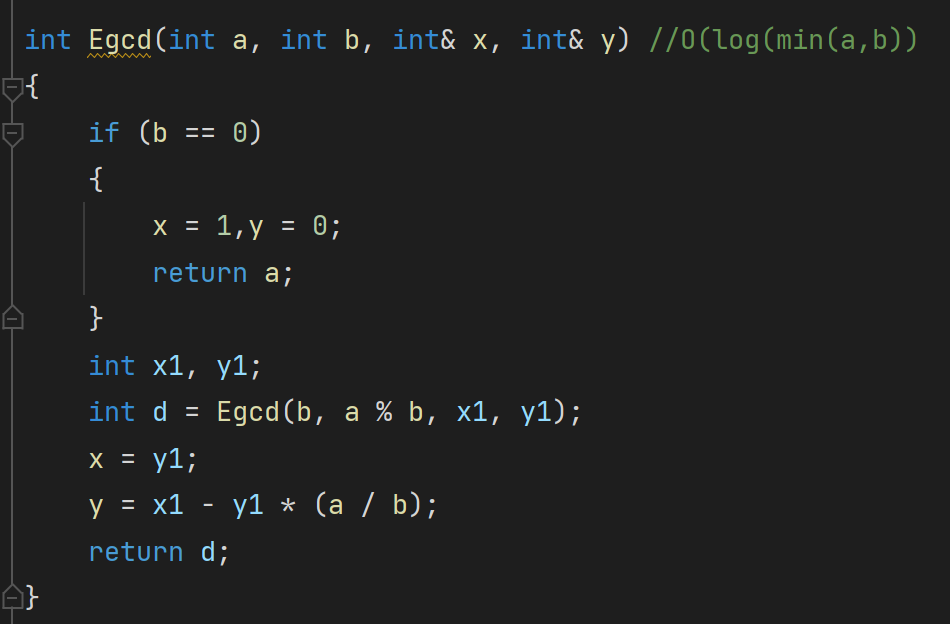 int Egcd(int a, int b, int& x, int& y) //O(log(min(a,b))
{
    if (b == 0)
    {
        x = 1,y = 0;
        return a;
    }
    int x1, y1;
    int d = Egcd(b, a % b, x1, y1);
    x = y1;
    y = x1 - y1 * (a / b);
    return d;
}